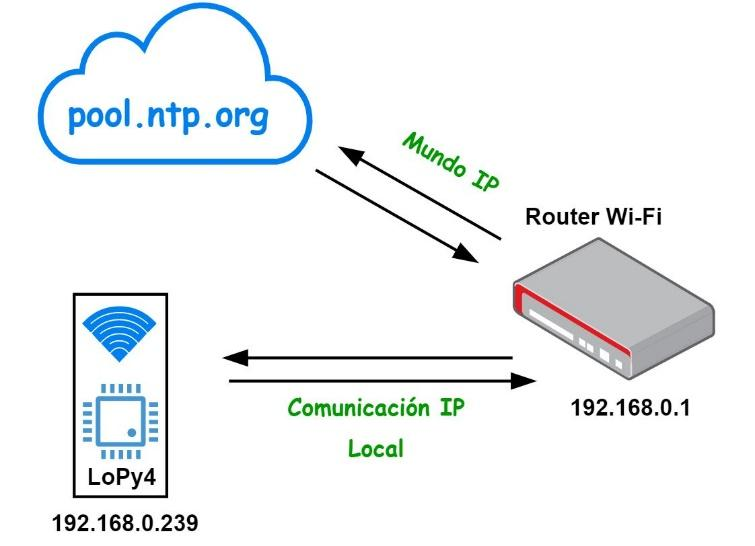 pool.ntp.org
Mundo IP
Router Wi-Fi
192.168.0.1
Comunicación IP
Local
LoPy4
192.168.0.239